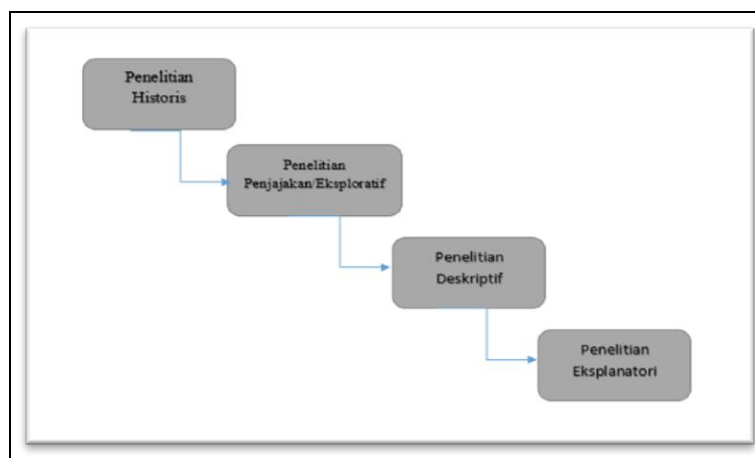 Penelitian
Historis
Penelitian
Penjajakan/Eksploratif
Penelitian
Deskriptif
Penelitian
Eksplanatori